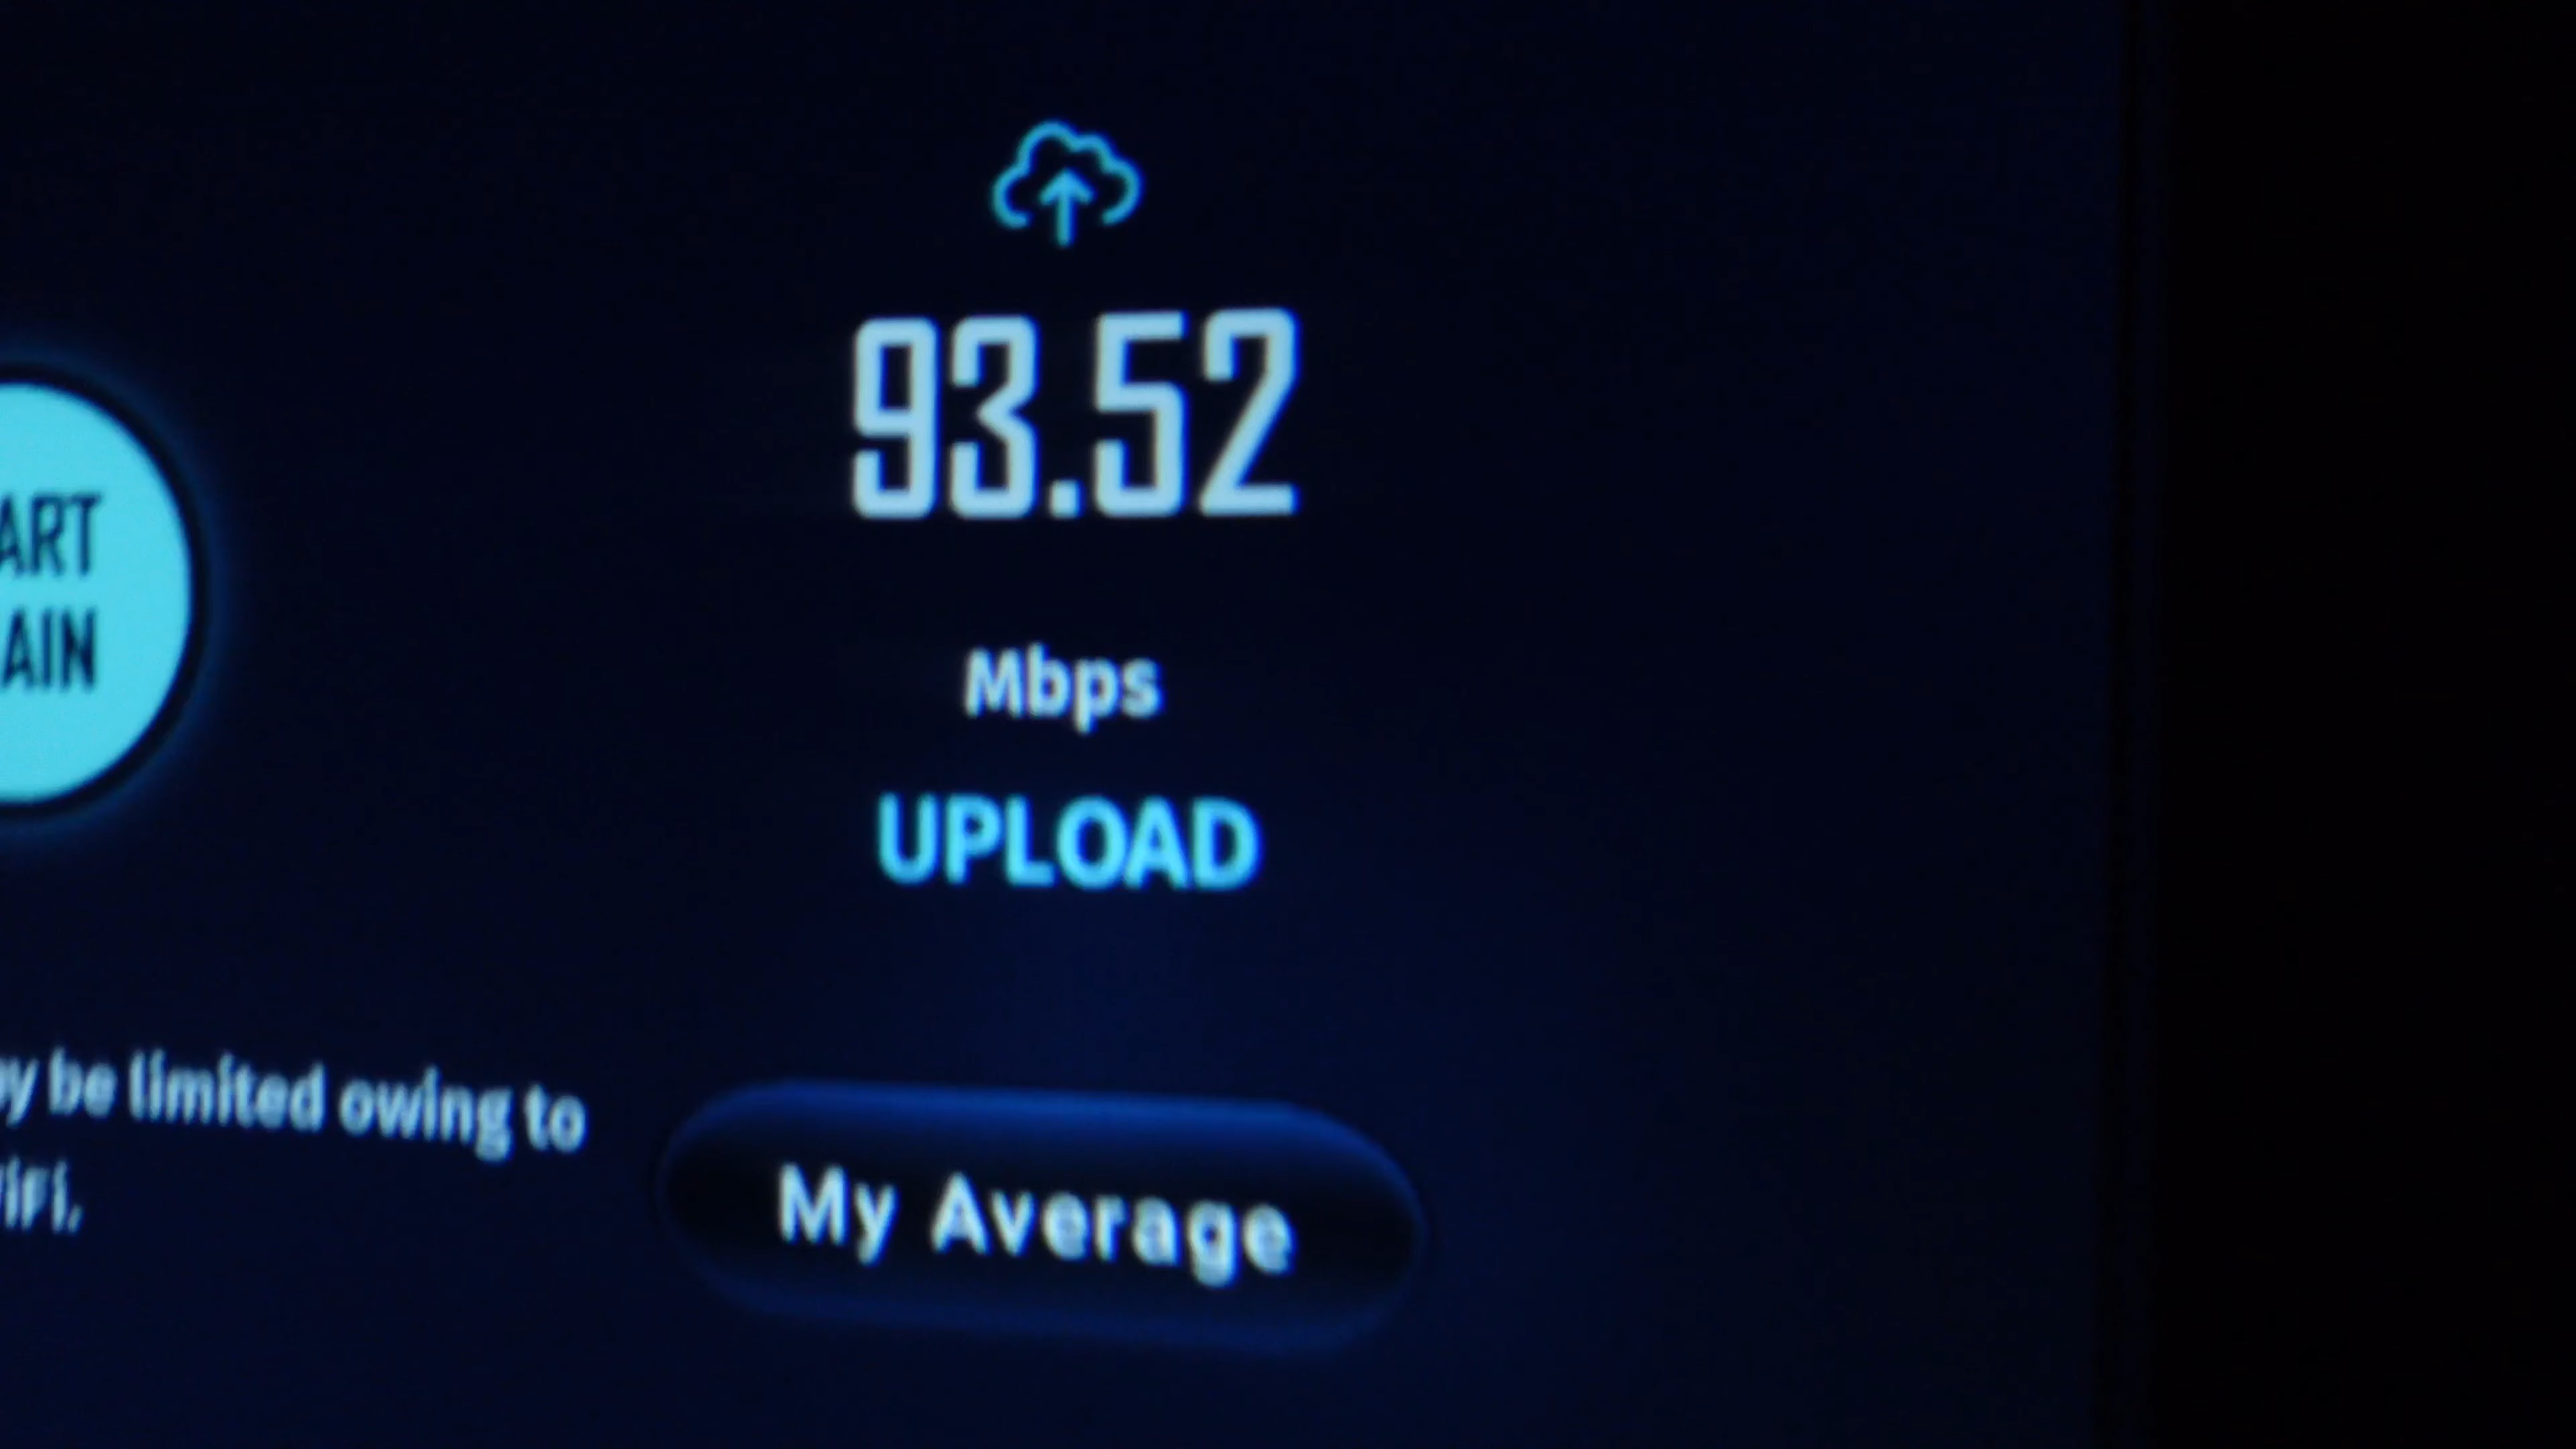 93.52
Mbps
UPLOAD
ART
AIN
be limited owing to
My Average